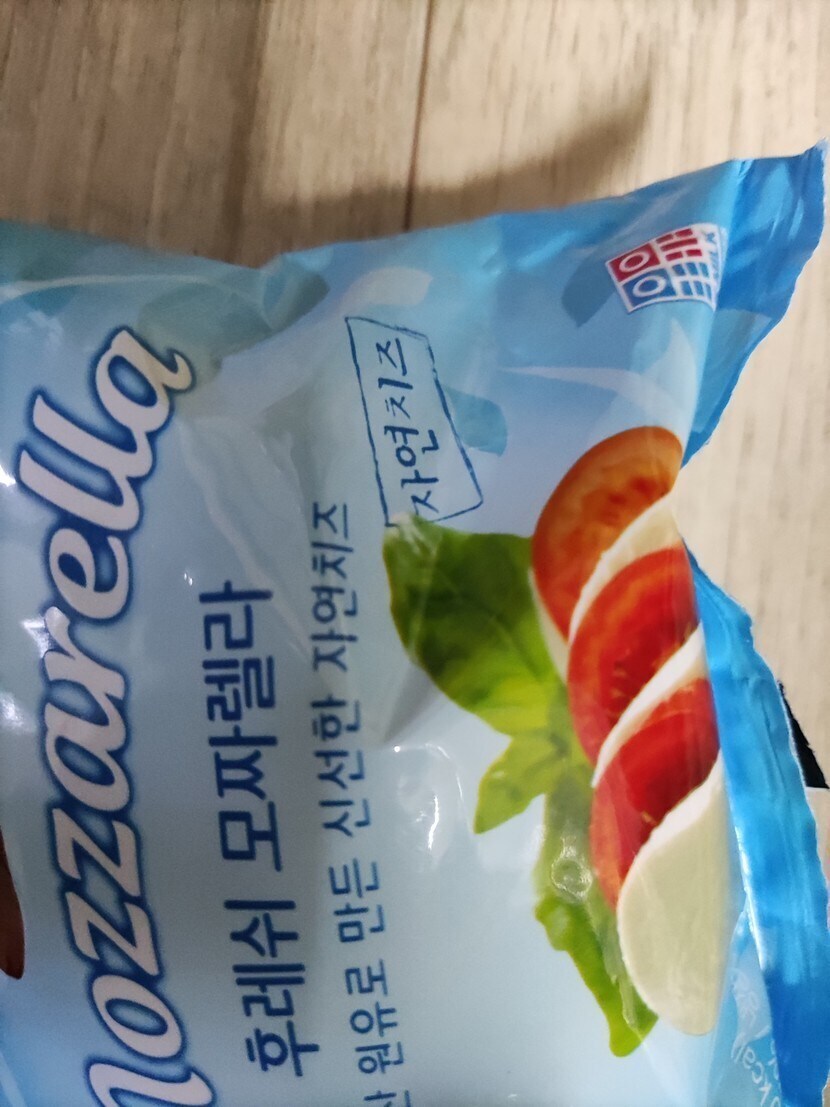 자연치즈
mozzarella
후레쉬 모짜렐라
원유로 만든 신선한 자연치즈